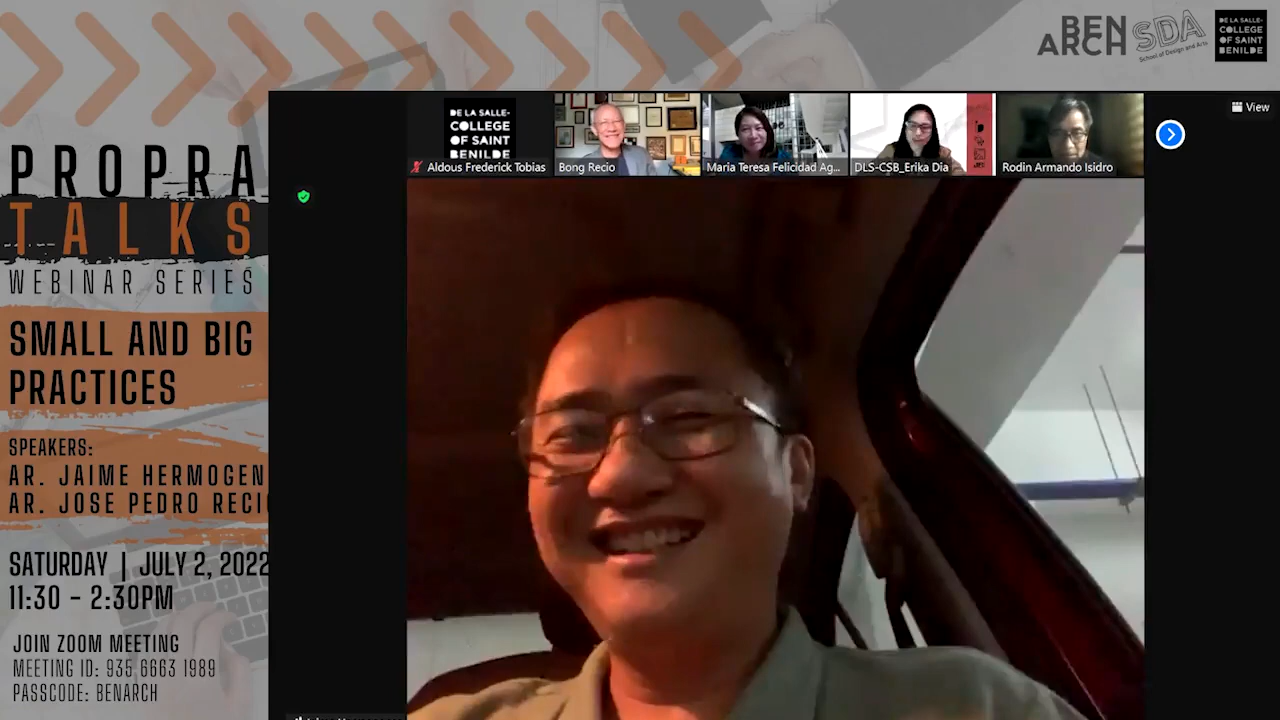 BEN
ARCH
SDA
School of Design and Arts
DE LA SALLE-
COLLEGE
OF SAINT
BENILDE
PROPRA
TALKS
WEBINAR SERIES
SMALL AND BIG
PRACTICES
SPEAKERS:
AR. JAIME HERMOGEN
AR. JOSE PEDRO RECI
SATURDAY | JULY 2, 2022
11:30 - 2:30PM
JOIN ZOOM MEETING
MEETING ID: 935 6663 1989
PASSCODE: BENARCH
DE LA SALLE-
COLLEGE
OF SAINT
BENILDE
Aldous Frederick Tobias
Bong Recio
Maria Teresa Felicidad Ag...
DLS-CSB_Erika Dia
Rodin Armando Isidro
View